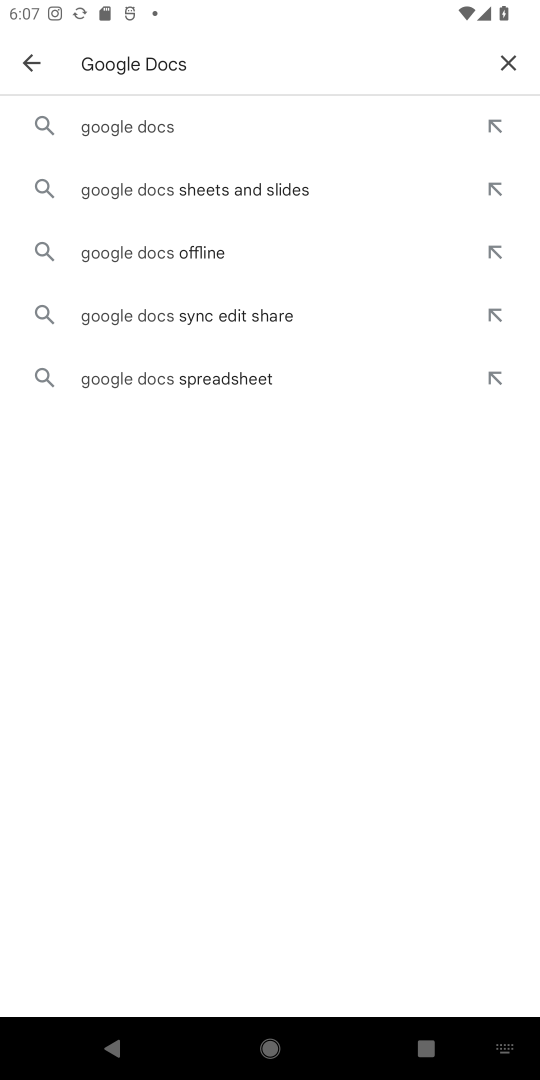 6:07
Google Docs
google docs
google docs sheets and slides
google docs offline
google docs sync edit share
google docs spreadsheet